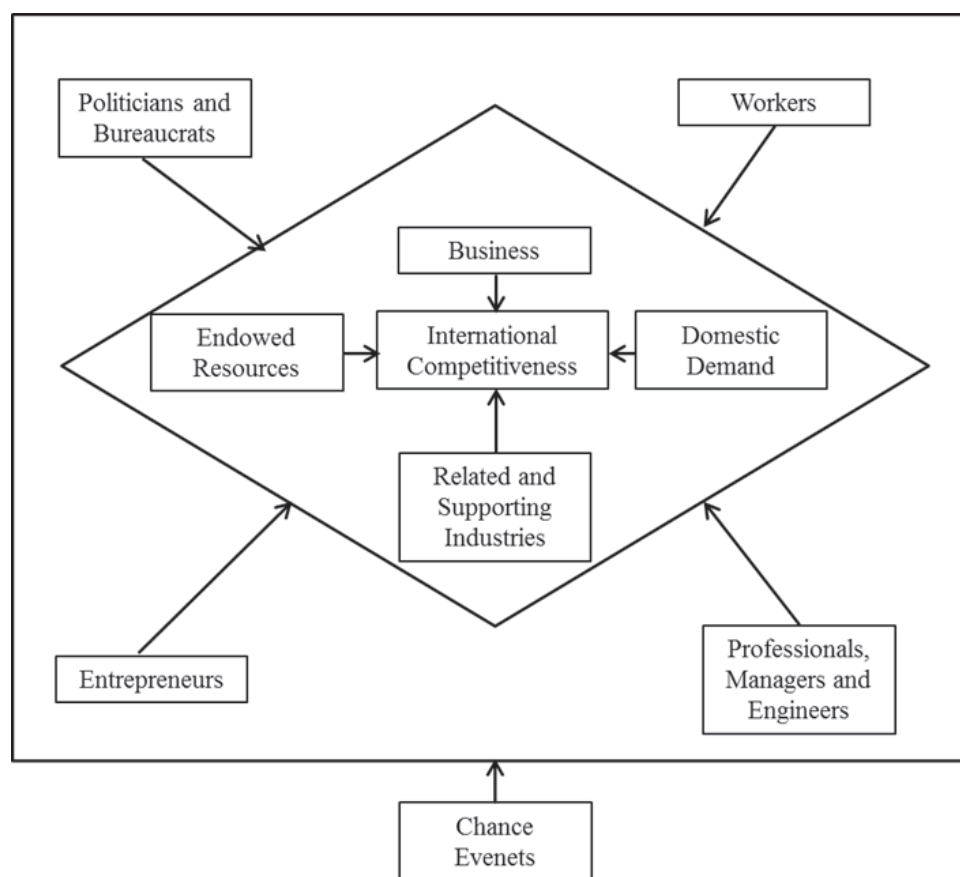 Politicians and
Bureaucrats
Workers
Business
Endowed
Resources
International
Competitiveness
Domestic
Demand
Related and
Supporting
Industries
Entrepreneurs
Professionals,
Managers and
Engineers
Chance
Evenets